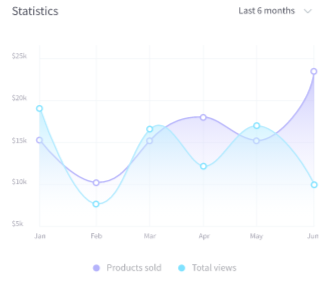 Statistics
Last 6 months
$25k
$20k
$15k
$10k
$5k
Jan Feb Mar Apr May Jun
Products sold Total views